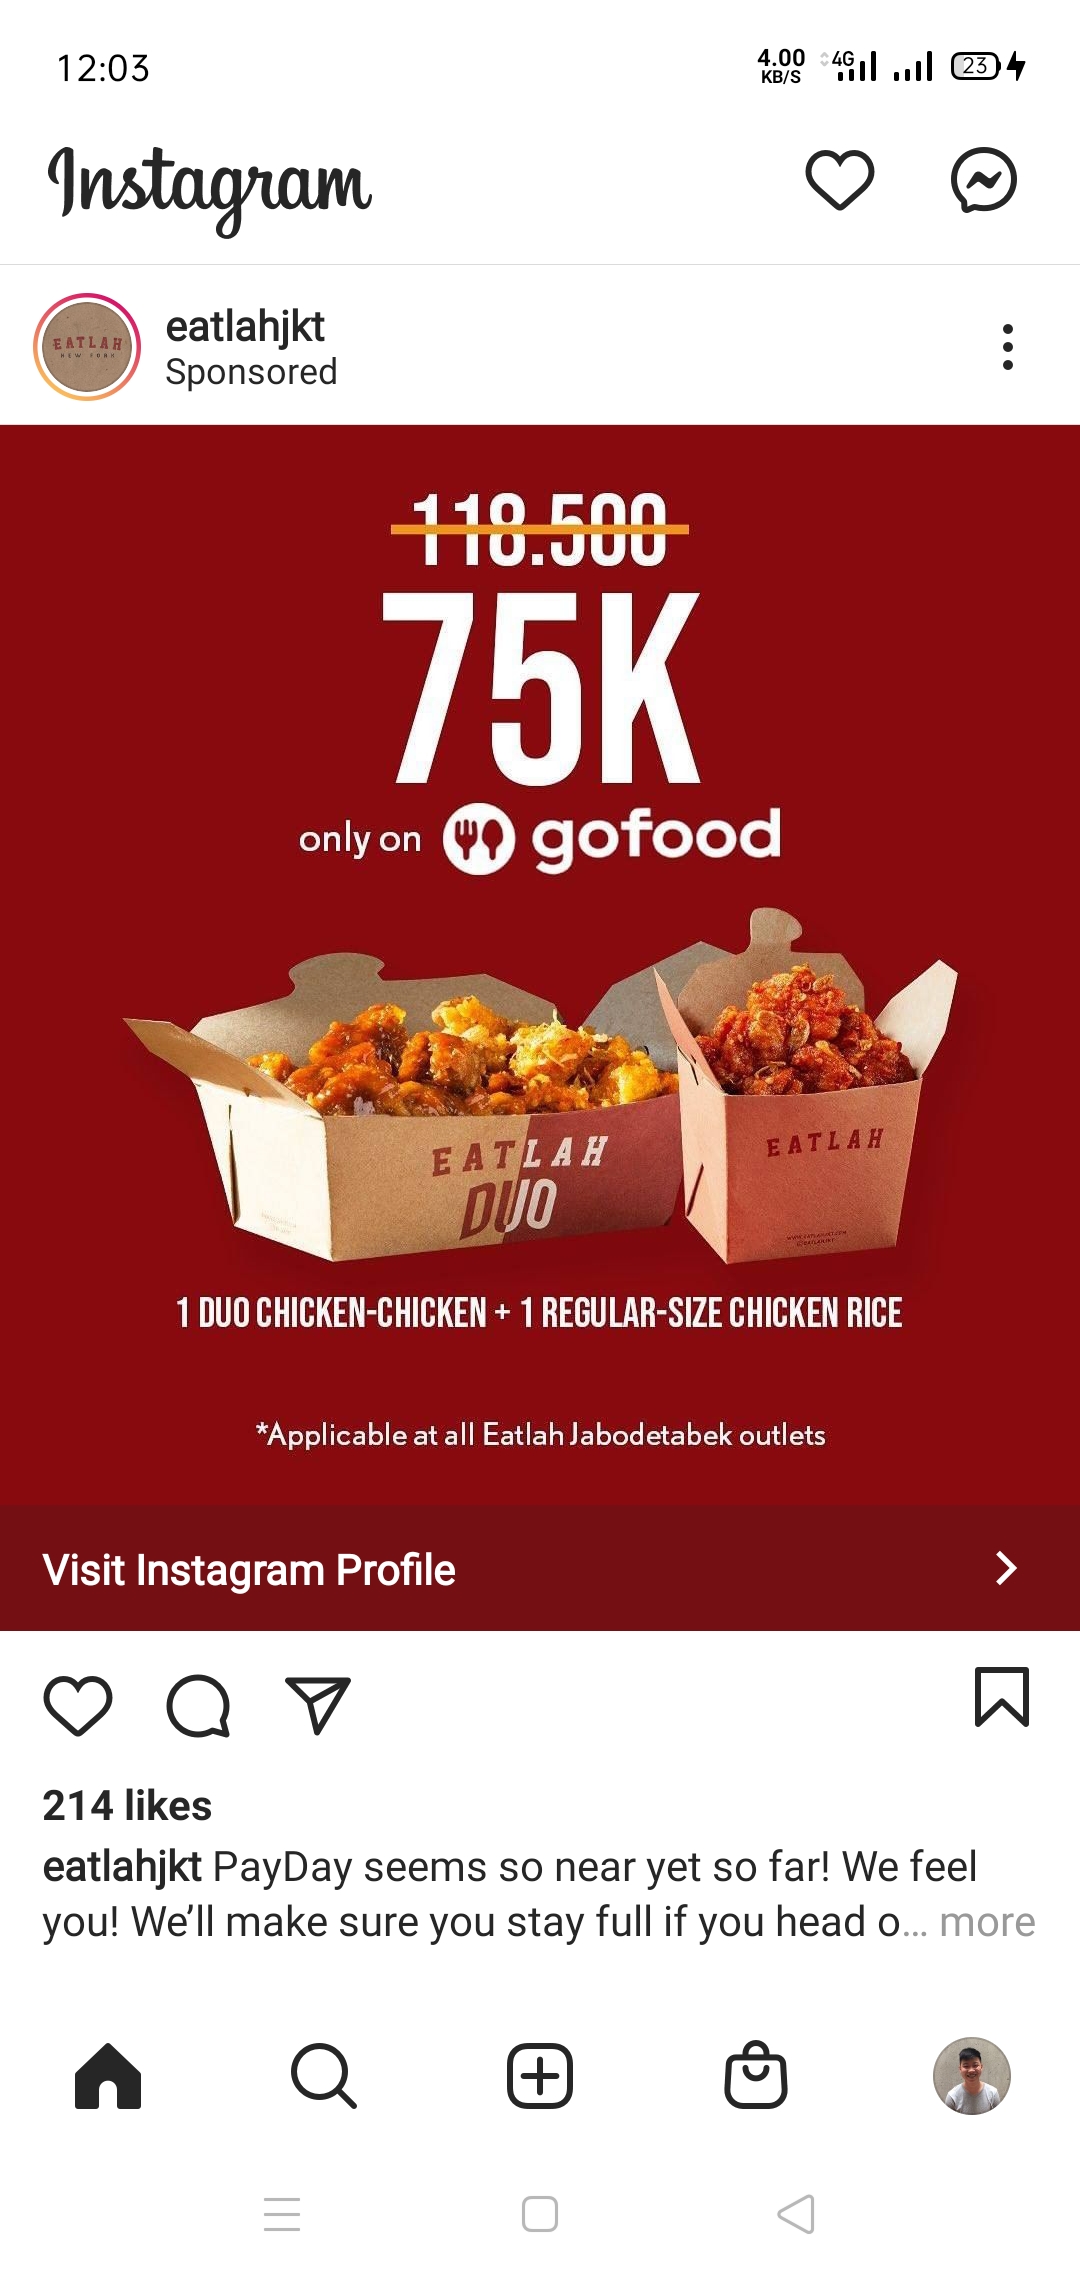 12:03
4.00
KB/S
4G
23
Instagram
EATLAH
NEW YORK
eatlahjkt
Sponsored
118.500
75K
only on gofood
EATLAH
DUO
EATLAH
1 DUO CHICKEN-CHICKEN + 1 REGULAR-SIZE CHICKEN RICE
*Applicable at all Eatlah Jabodetabek outlets
Visit Instagram Profile
214 likes
eatlahjkt PayDay seems so near yet so far! We feel
you! We’ll make sure you stay full if you head o... more